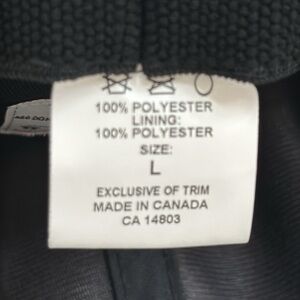 100% POLYESTER
LINING:
100% POLYESTER
SIZE:
L
EXCLUSIVE OF TRIM
MADE IN CANADA
CA 14803